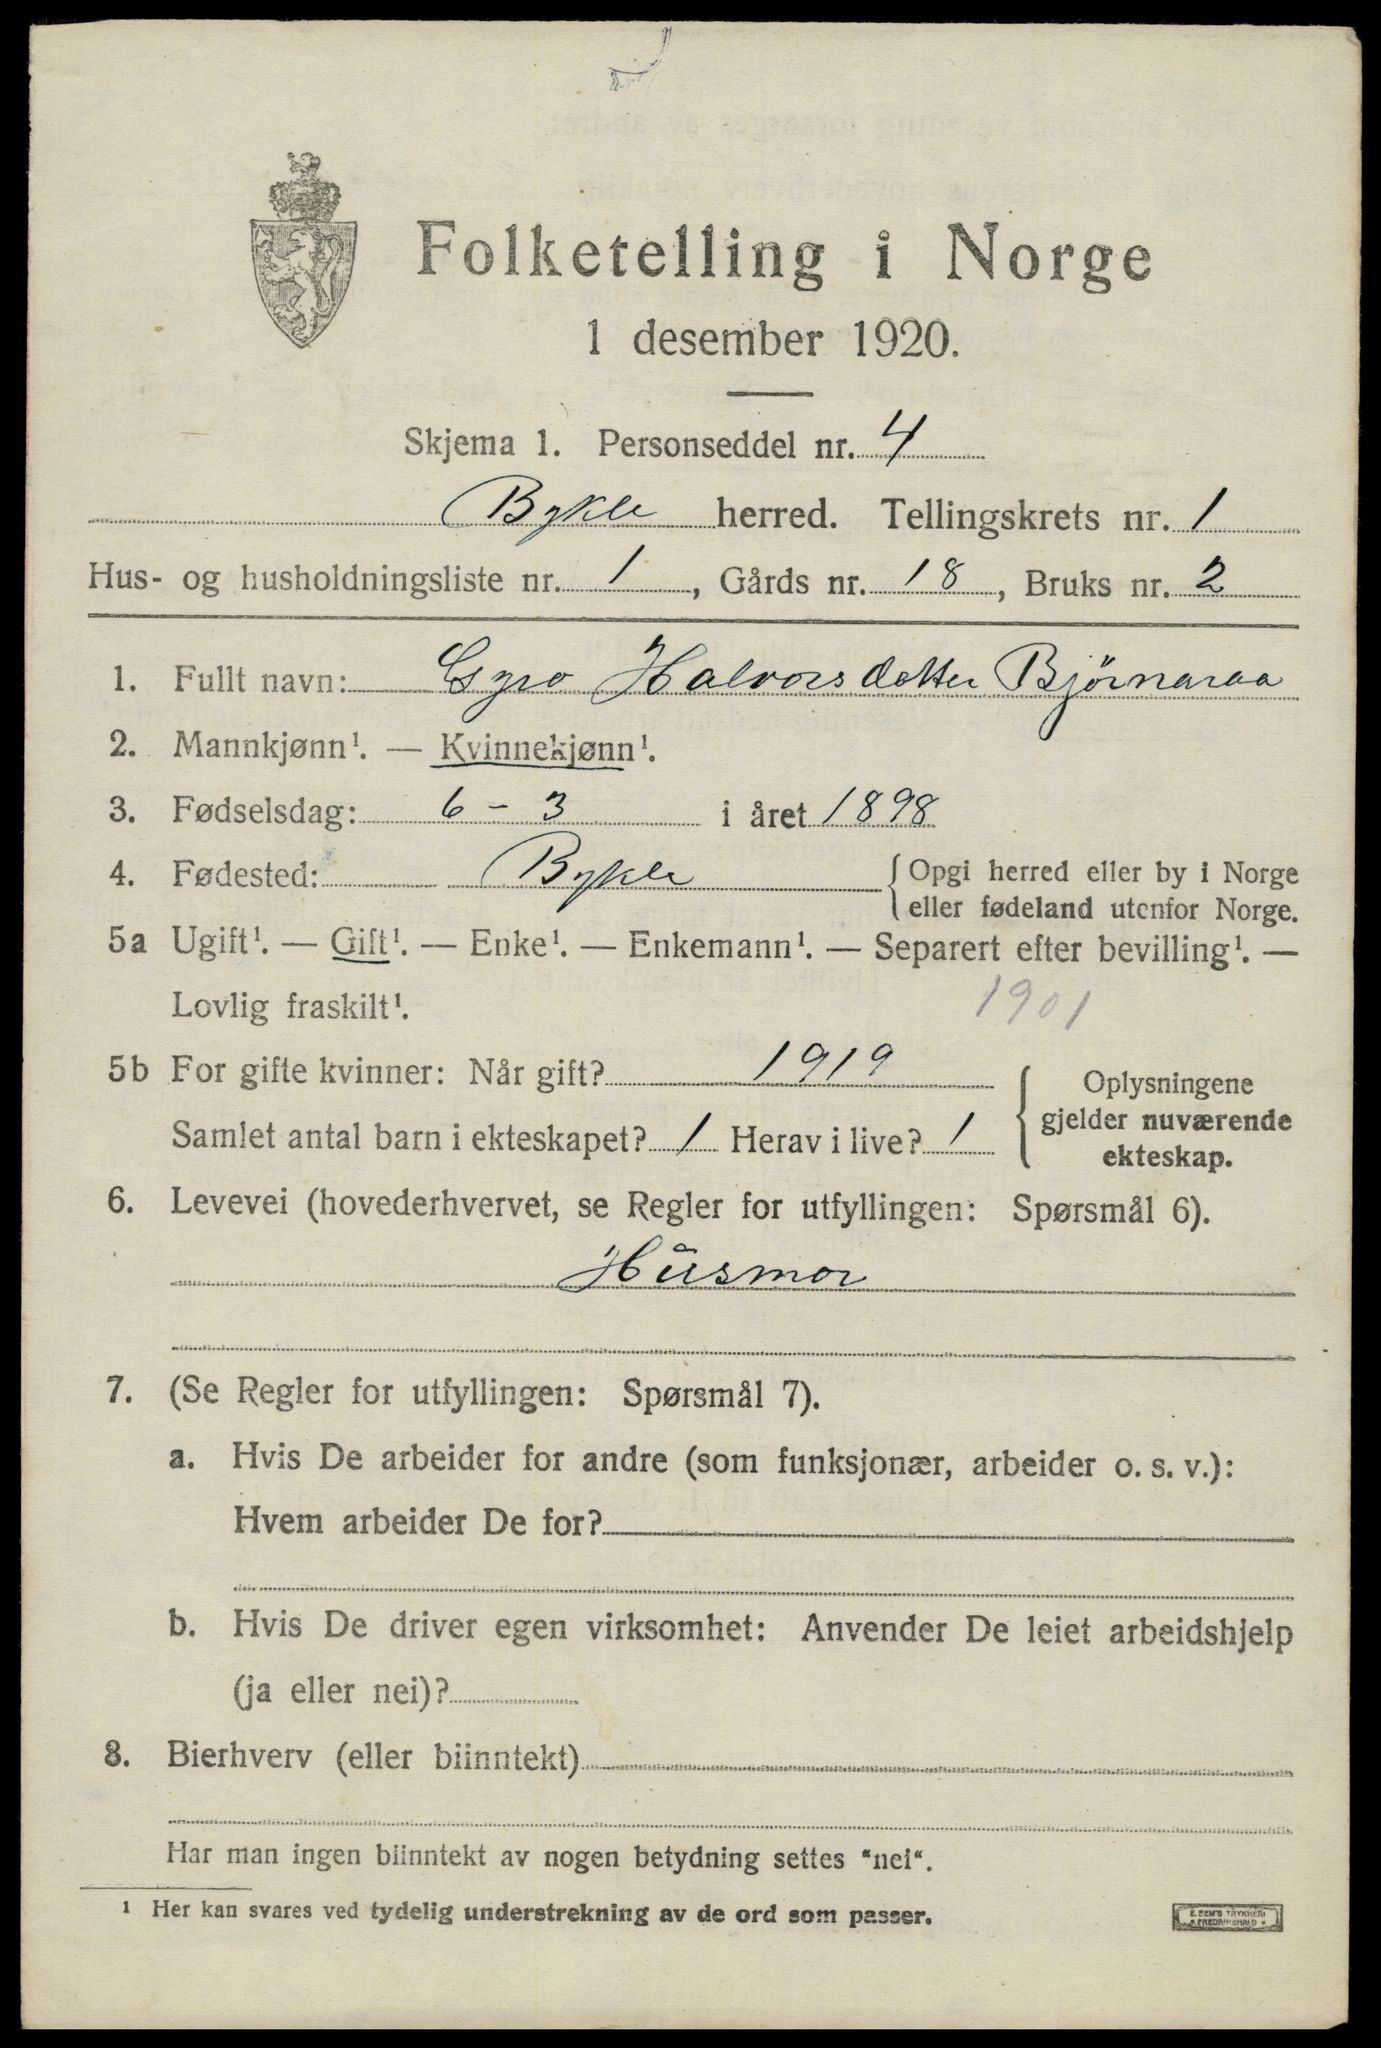 Folketelling i Norge
1 desember 1920.
Skjema 1. Personseddel nr. 4
Bykle herred. Tellingskrets nr. 1
Hus- og husholdningsliste nr. 1, Gårds nr. 18, Bruks nr. 2
1. Fullt navn: Gyro Halvorsdatter Bjørnaraa
2. Mannkjønn¹. — Kvinnekjønn¹.
3. Fødselsdag: 6 - 3 i året 1898
4. Fødested: Bykle { Opgi herred eller by i Norge
eller fødeland utenfor Norge.
5a Ugift¹. — Gift¹. — Enke¹. — Enkemann¹. — Separert efter bevilling¹. —
Lovlig fraskilt¹. 1901
5b For gifte kvinner: Når gift? 1919
Samlet antal barn i ekteskapet? 1 Herav i live? 1
{ Oplysningene
gjelder nuværende
ekteskap.
6. Levevei (hovederhvervet, se Regler for utfyllingen: Spørsmål 6).
Husmor
7. (Se Regler for utfyllingen: Spørsmål 7).
a. Hvis De arbeider for andre (som funksjonær, arbeider o. s. v.):
Hvem arbeider De for?
b. Hvis De driver egen virksomhet: Anvender De leiet arbeidshjelp
(ja eller nei)?
8. Bierhverv (eller biinntekt)
Har man ingen biinntekt av nogen betydning settes "nei".
¹ Her kan svares ved tydelig understrekning av de ord som passer.
E. SEM'S TRYKKERI
FREDRIKSHALD